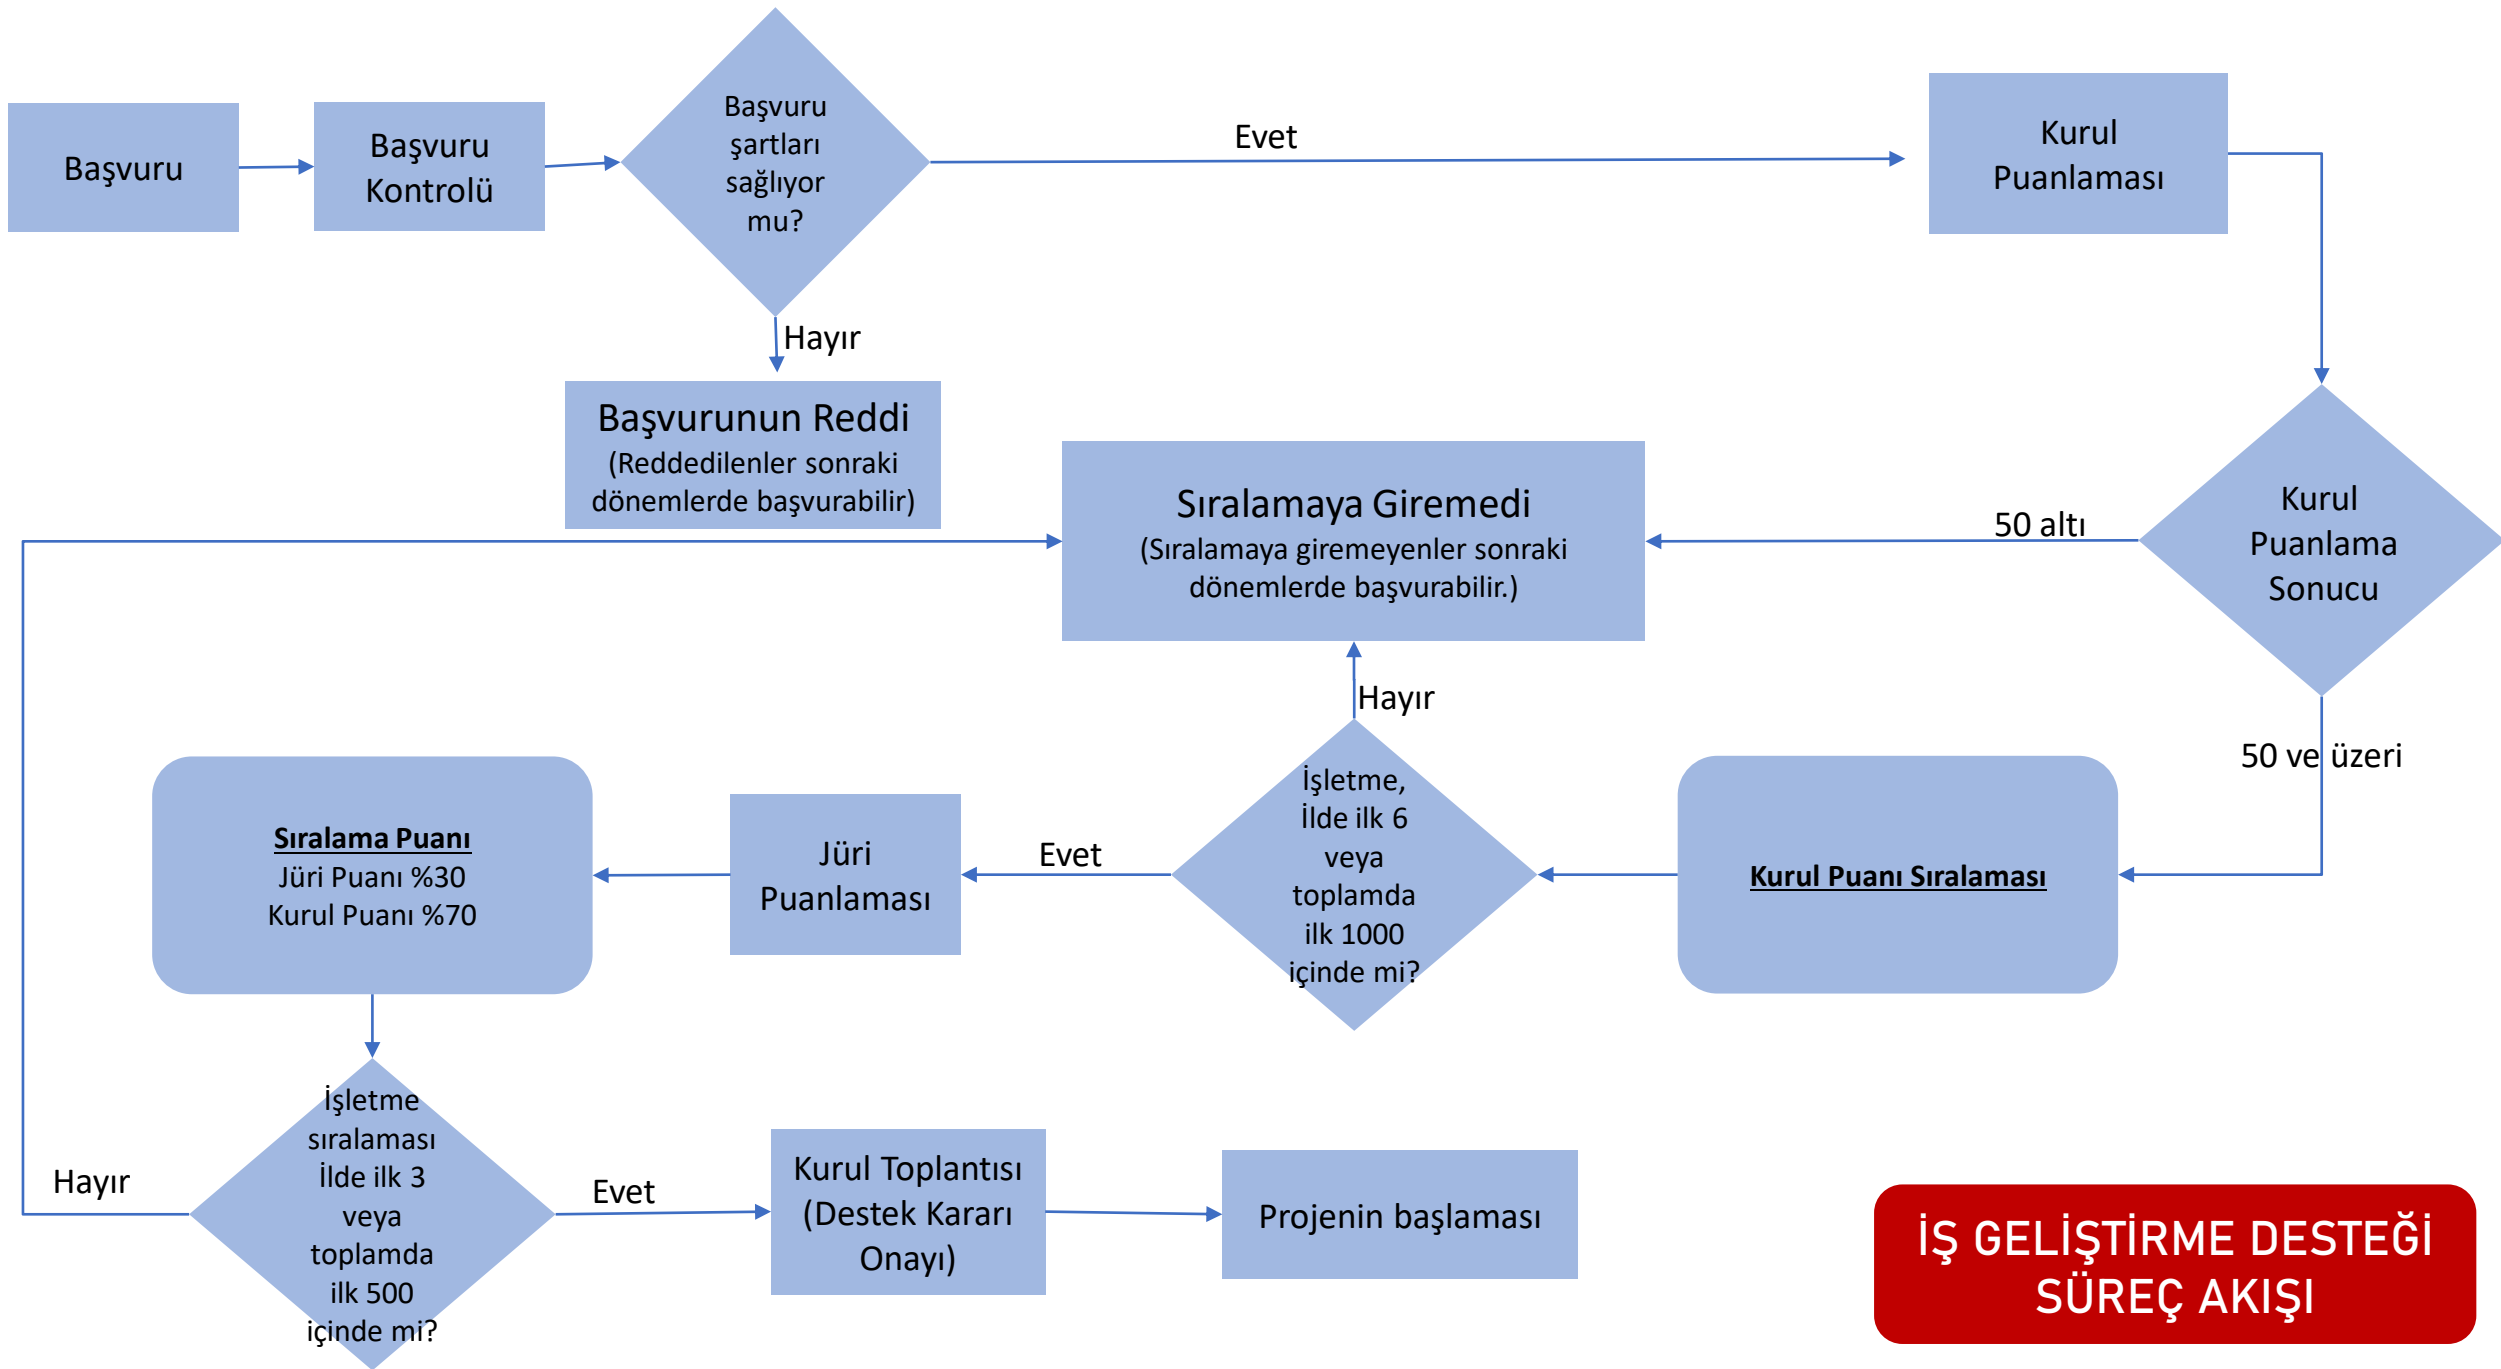 Başvuru
Başvuru
Kontrolü
Başvuru
şartları
sağlıyor
mu?
Evet
Kurul
Puanlaması
Hayır
Başvurunun Reddi
(Reddedilenler sonraki
dönemlerde başvurabilir)
Sıralamaya Giremedi
(Sıralamaya giremeyenler sonraki
dönemlerde başvurabilir.)
50 altı
Kurul
Puanlama
Sonucu
50 ve üzeri
Hayır
Kurul Puanı Sıralaması
İşletme,
İlde ilk 6
veya
toplamda
ilk 1000
içinde mi?
Evet
Jüri
Puanlaması
Sıralama Puanı
Jüri Puanı %30
Kurul Puanı %70
İşletme
sıralaması
İlde ilk 3
veya
toplamda
ilk 500
içinde mi?
Hayır
Evet
Kurul Toplantısı
(Destek Kararı
Onayı)
Projenin başlaması
İŞ GELİŞTİRME DESTEĞİ
SÜREÇ AKIŞI